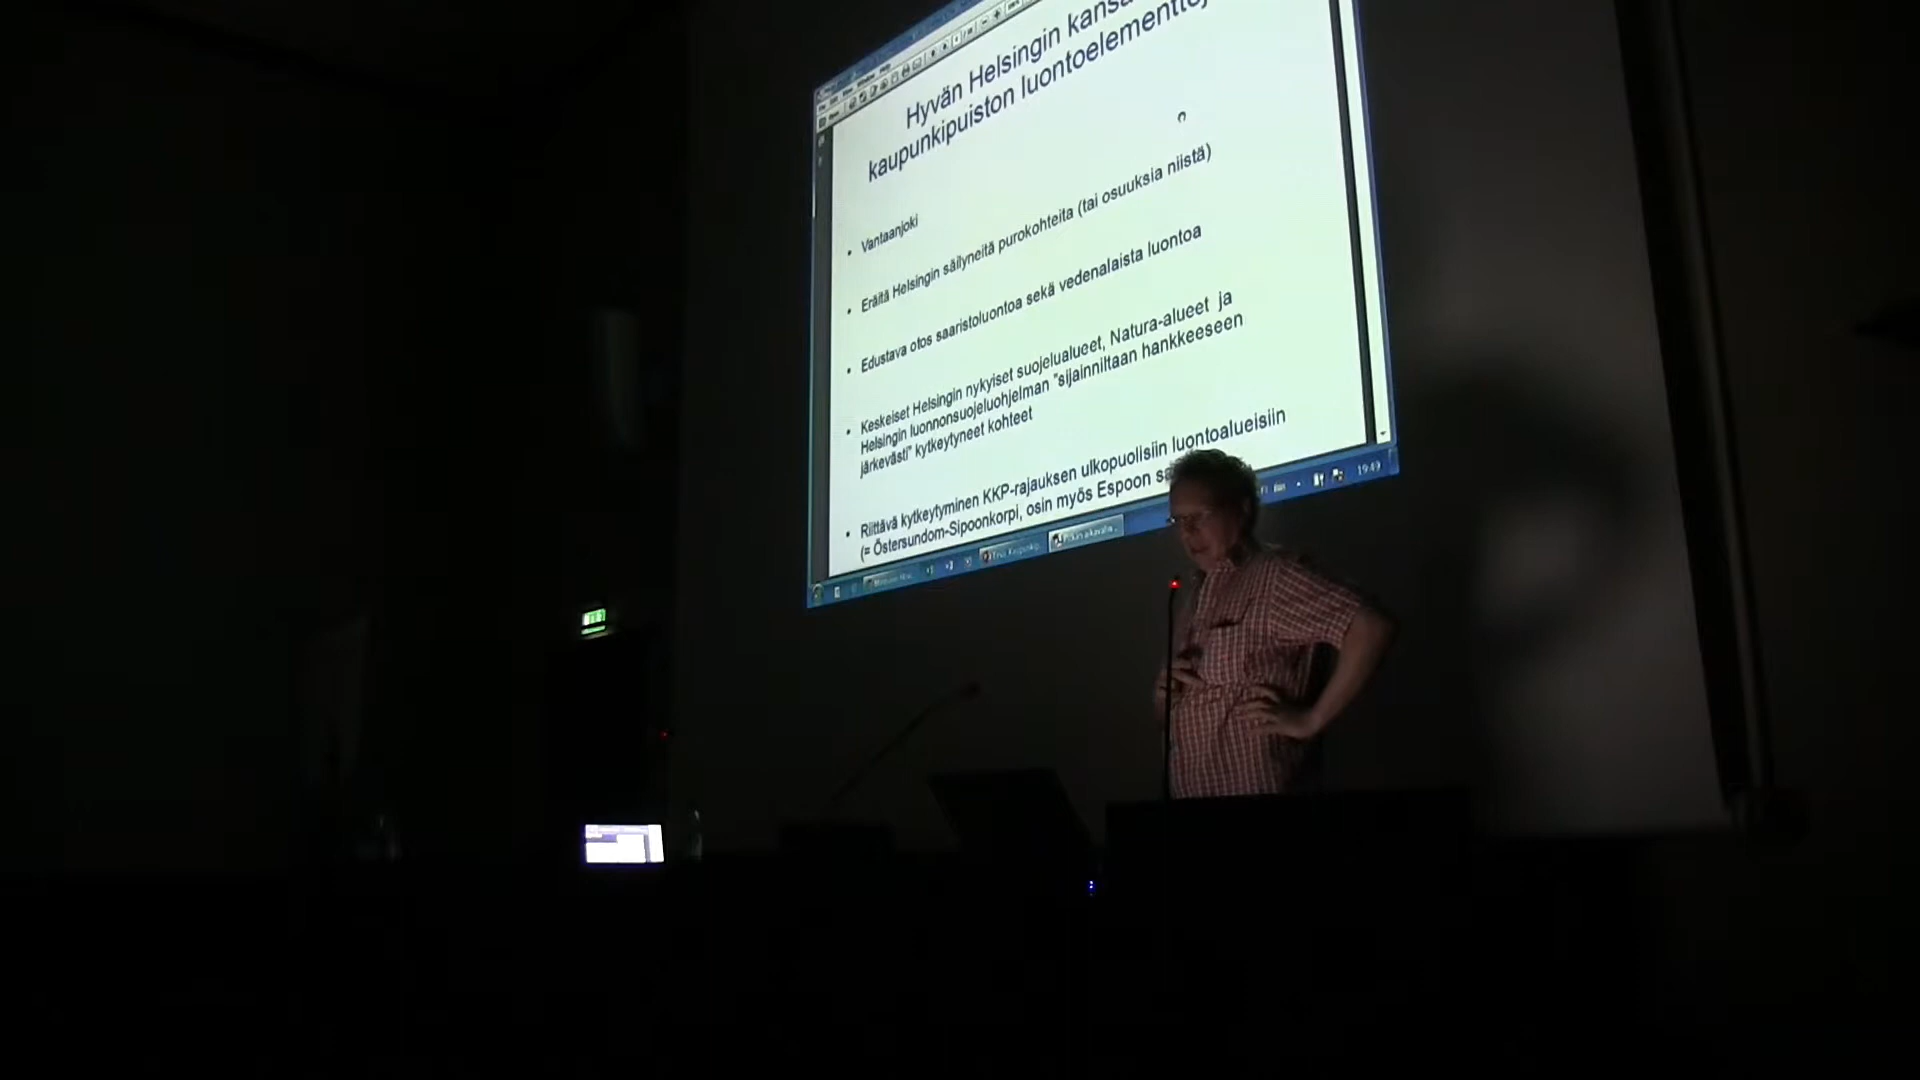 Hyvän Helsingin
kaupunkipuiston luontoelementtej
• Vantaanjoki
• Eräitä Helsingin säilyneitä purokohteita (tai osuuksia niistä)
• Edustava otos saaristoluontoa sekä vedenalaista luontoa
• Keskeiset Helsingin nykyiset suojelualueet, Natura-alueet ja
Helsingin luonnonsuojeluohjelman "sijainniltaan hankkeeseen
järkevästi" kytkeytyneet kohteet
• Riittävä kytkeytyminen KKP-rajauksen ulkopuolisiin luontoalueisiin
(= Östersundom-Sipoonkorpi, osin myös Espoon
19:49